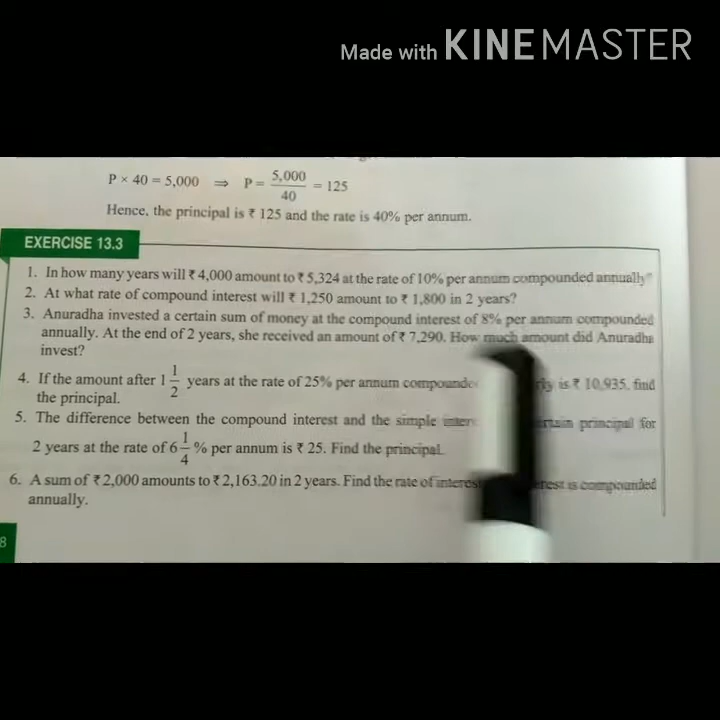 Made with KINEMASTER
P × 40 = 5,000 ⇒ P = 5,000/40 = 125
Hence, the principal is ₹ 125 and the rate is 40% per annum.
EXERCISE 13.3
1. In how many years will ₹ 4,000 amount to ₹ 5,324 at the rate of 10% per annum compounded annually?
2. At what rate of compound interest will ₹ 1,250 amount to ₹ 1,800 in 2 years?
3. Anuradha invested a certain sum of money at the compound interest of 8% per annum compounded
annually. At the end of 2 years, she received an amount of ₹ 7,290. How much amount did Anuradha
invest?
4. If the amount after 1 1/2 years at the rate of 25% per annum is ₹ 10,935, find
the principal.
5. The difference between the compound interest and the simple principal for
2 years at the rate of 6 1/4 % per annum is ₹ 25. Find the principal.
6. A sum of ₹ 2,000 amounts to ₹ 2,163.20 in 2 years. Find the rate of interest is compounded
annually.
8